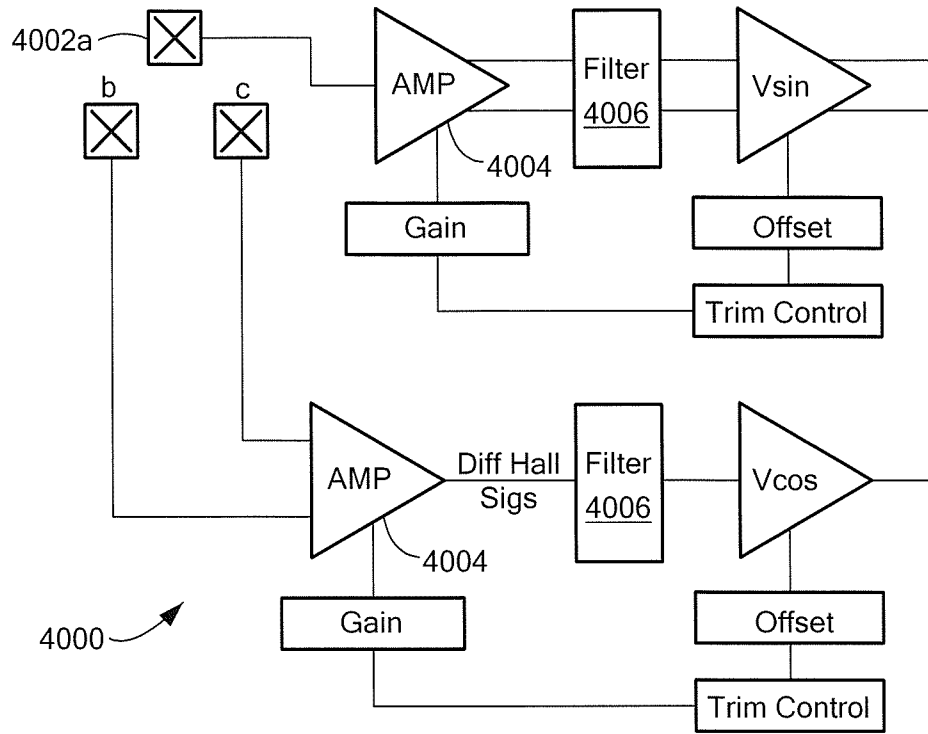 4002a
b
c
AMP
4004
Filter
4006
Vsin
Gain
Offset
Trim Control
AMP
4004
Diff Hall
Sigs
Filter
4006
Vcos
Gain
Offset
Trim Control
4000